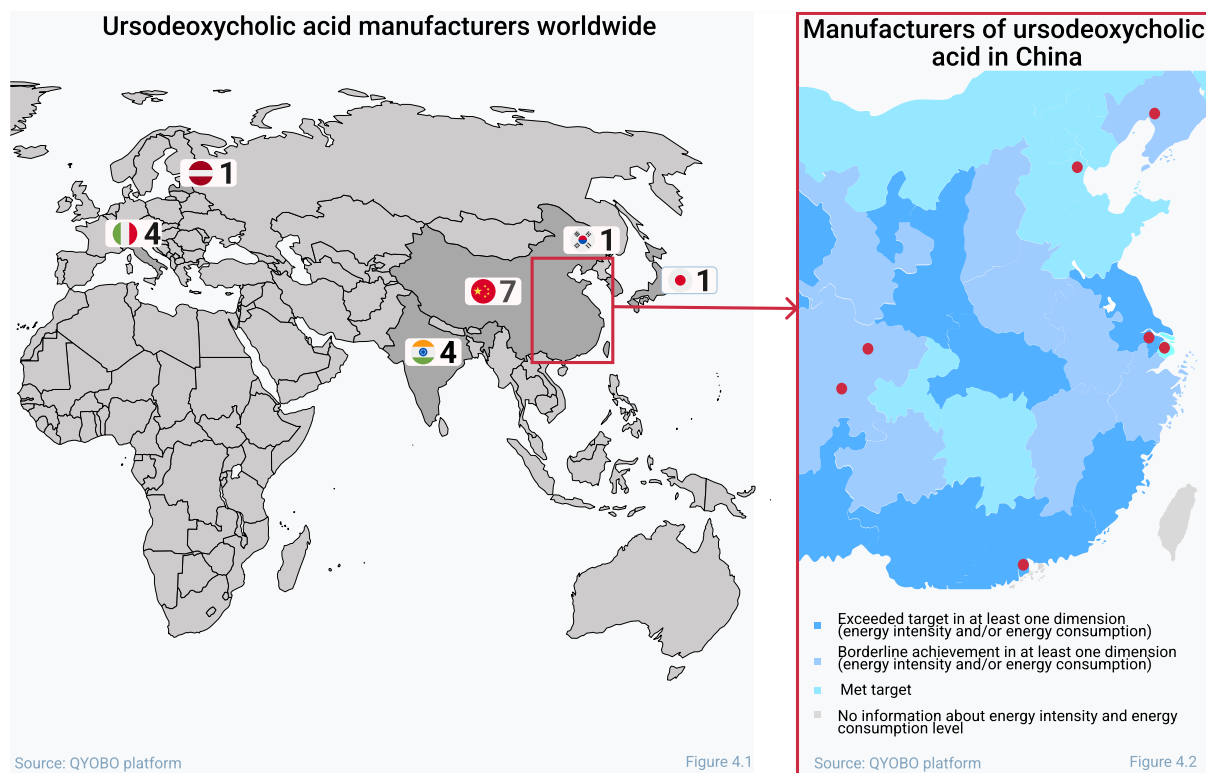 Ursodeoxycholic acid manufacturers worldwide
1
4
1
7
1
4
Source: QYOBO platform
Figure 4.1
Manufacturers of ursodeoxycholic
acid in China
Exceeded target in at least one dimension
(energy intensity and/or energy consumption)
Borderline achievement in at least one dimension
(energy intensity and/or energy consumption)
Met target
No information about energy intensity and energy
consumption level
Source: QYOBO platform
Figure 4.2